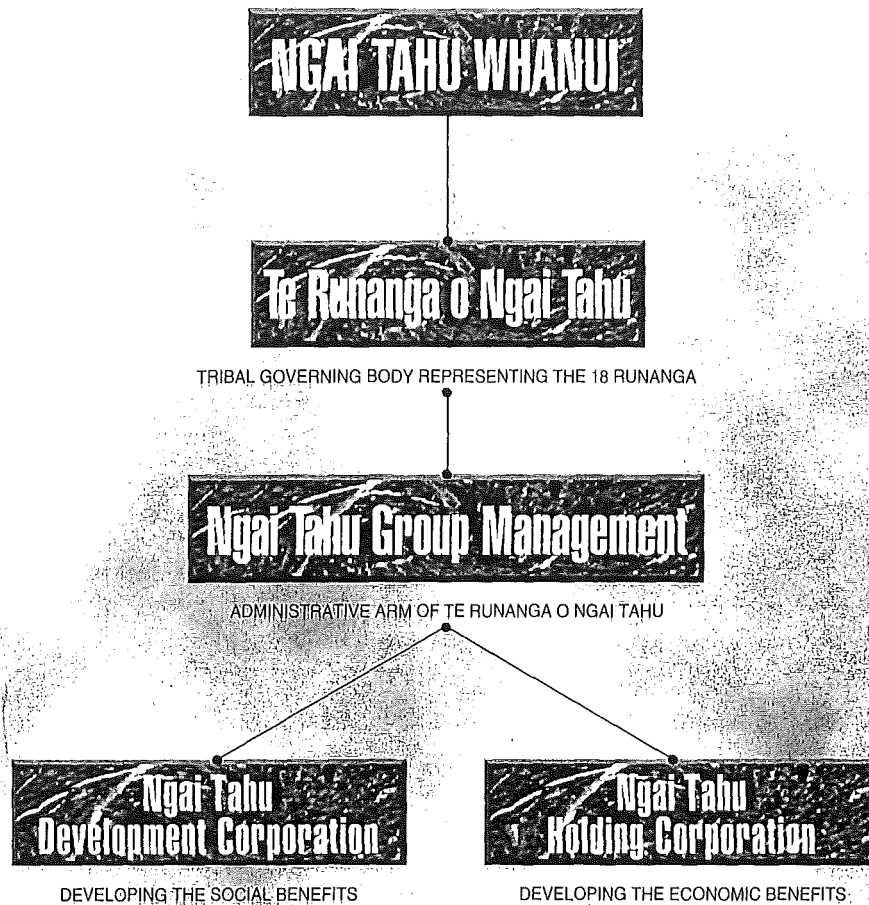 NGAI TAHU WHANUI
Te Runanga o Ngai Tahu
TRIBAL GOVERNING BODY REPRESENTING THE 18 RUNANGA
Ngai Tahu Group Management
ADMINISTRATIVE ARM OF TE RUNANGA O NGAI TAHU
Ngai Tahu
Development Corporation
DEVELOPING THE SOCIAL BENEFITS
Ngai Tahu
Holding Corporation
DEVELOPING THE ECONOMIC BENEFITS